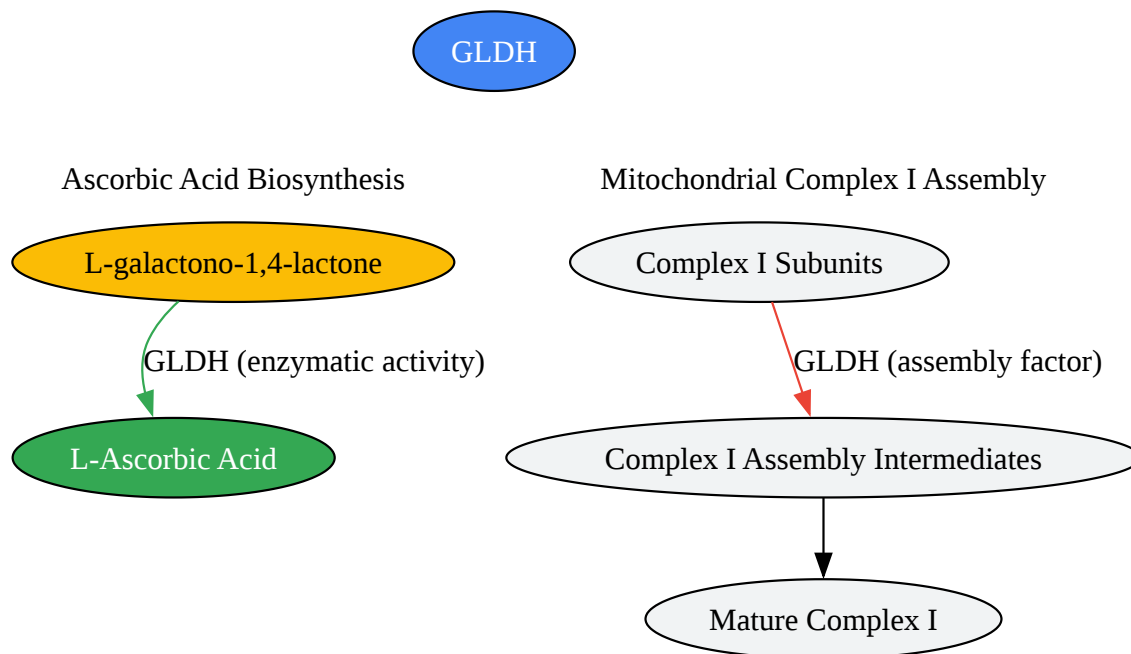 GLDH
Ascorbic Acid Biosynthesis
L-galactono-1,4-lactone
GLDH (enzymatic activity)
L-Ascorbic Acid
Mitochondrial Complex I Assembly
Complex I Subunits
GLDH (assembly factor)
Complex I Assembly Intermediates
Mature Complex I